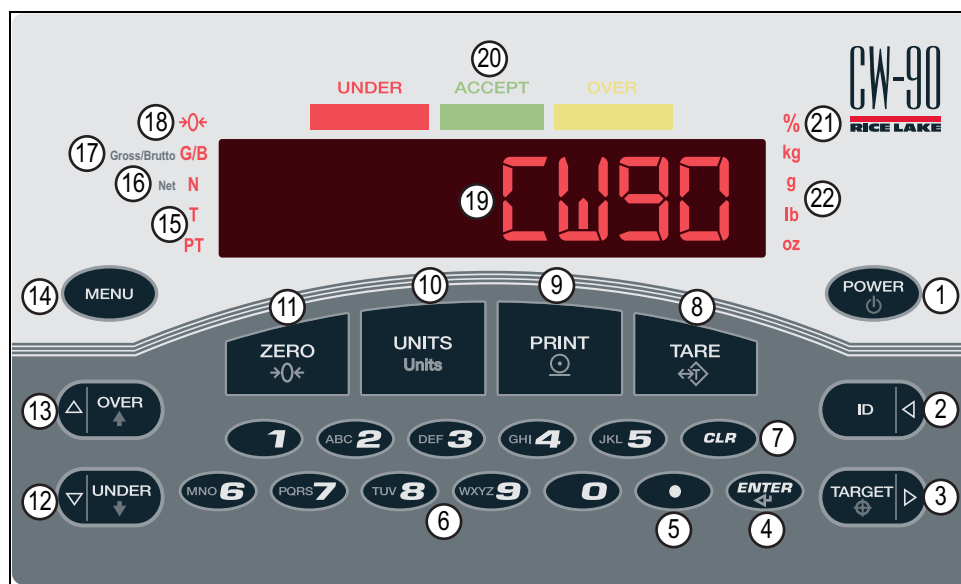 20
UNDER ACCEPT OVER
CW-90
RICE LAKE
18 →0← % 21
17 Gross/Brutto G/B kg
16 Net N g
19 CW90
22
15 T lb
PT oz
14 MENU
POWER 1
11 10 9 8
ZERO →0←
UNITS Units
PRINT
TARE →T←
13 OVER
ID 2
1 ABC 2 DEF 3 GHI 4 JKL 5 CLR 7
12 UNDER
MNO 6 PQRS 7 TUV 8 WXYZ 9 0 • ENTER
TARGET 3
6 5 4